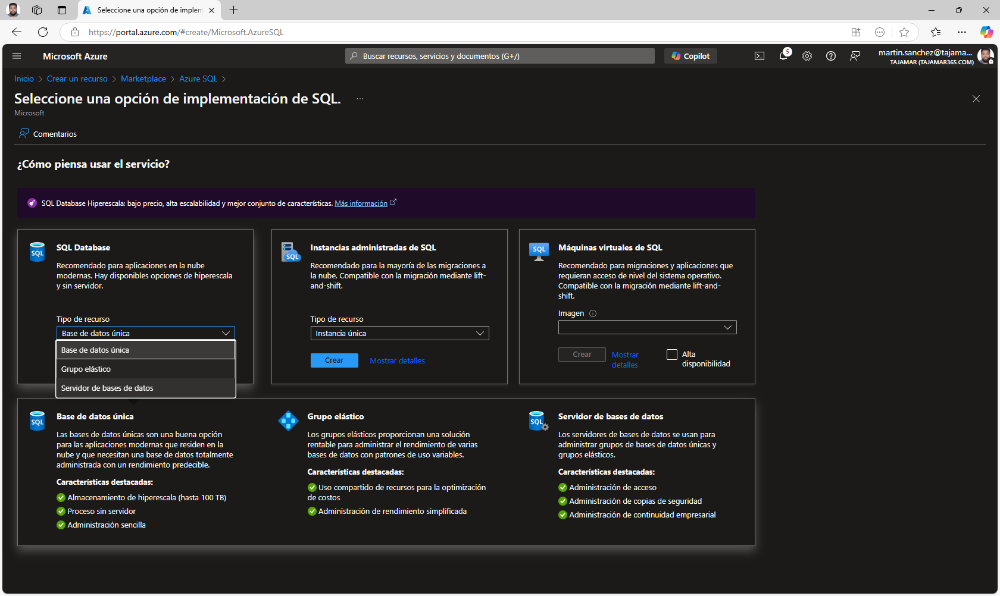 Seleccione una opción de implem
https://portal.azure.com/#create/Microsoft.AzureSQL
Microsoft Azure
Buscar recursos, servicios y documentos (G+/)
Copilot
5
martin.sanchez@tajama...
TAJAMAR (TAJAMAR365.COM)
Inicio > Crear un recurso > Marketplace > Azure SQL >
Seleccione una opción de implementación de SQL. ...
Microsoft
Comentarios
¿Cómo piensa usar el servicio?
SQL Database Hiperescala: bajo precio, alta escalabilidad y mejor conjunto de características. Más información
SQL
SQL Database
Recomendado para aplicaciones en la nube
modernas. Hay disponibles opciones de hiperescala
y sin servidor.
Tipo de recurso
Base de datos única
Base de datos única
Grupo elástico
Servidor de bases de datos
SQL
Instancias administradas de SQL
Recomendado para la mayoría de las migraciones a
la nube. Compatible con la migración mediante lift-
and-shift.
Tipo de recurso
Instancia única
Crear
Mostrar detalles
SQL
Máquinas virtuales de SQL
Recomendado para migraciones y aplicaciones que
requieran acceso de nivel del sistema operativo.
Compatible con la migración mediante lift-and-
shift.
Imagen
Crear
Mostrar
detalles
Alta
disponibilidad
SQL
Base de datos única
Las bases de datos únicas son una buena opción
para las aplicaciones modernas que residen en la
nube y que necesitan una base de datos totalmente
administrada con un rendimiento predecible.
Características destacadas:
Almacenamiento de hiperescala (hasta 100 TB)
Proceso sin servidor
Administración sencilla
Grupo elástico
Los grupos elásticos proporcionan una solución
rentable para administrar el rendimiento de varias
bases de datos con patrones de uso variables.
Características destacadas:
Uso compartido de recursos para la optimización
de costos
Administración de rendimiento simplificada
SQL
Servidor de bases de datos
Los servidores de bases de datos se usan para
administrar grupos de bases de datos únicas y
grupos elásticos.
Características destacadas:
Administración de acceso
Administración de copias de seguridad
Administración de continuidad empresarial